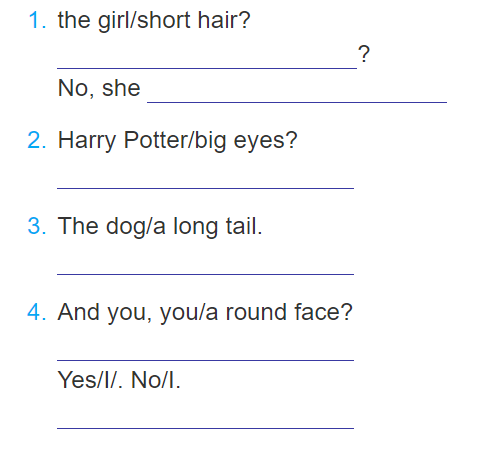 1. the girl/short hair?
?
No, she
2. Harry Potter/big eyes?
3. The dog/a long tail.
4. And you, you/a round face?
Yes/I/. No/I.